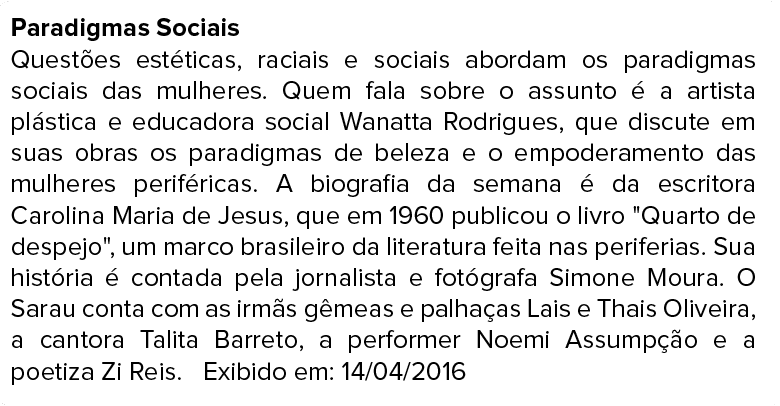 Paradigmas Sociais
Questões estéticas, raciais e sociais abordam os paradigmas
sociais das mulheres. Quem fala sobre o assunto é a artista
plástica e educadora social Wanatta Rodrigues, que discute em
suas obras os paradigmas de beleza e o empoderamento das
mulheres periféricas. A biografia da semana é da escritora
Carolina Maria de Jesus, que em 1960 publicou o livro "Quarto de
despejo", um marco brasileiro da literatura feita nas periferias. Sua
história é contada pela jornalista e fotógrafa Simone Moura. O
Sarau conta com as irmãs gêmeas e palhaças Lais e Thais Oliveira,
a cantora Talita Barreto, a performer Noemi Assumpção e a
poetiza Zi Reis.   Exibido em: 14/04/2016